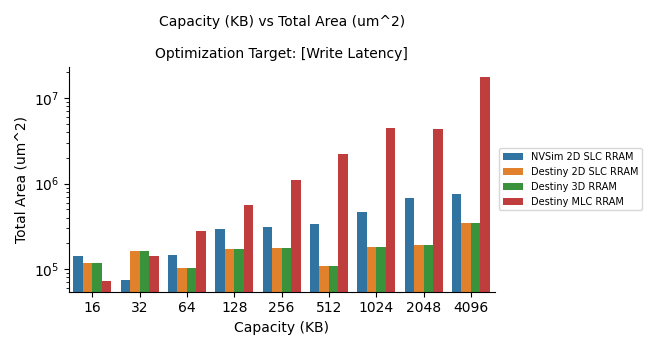 Capacity (KB) vs Total Area (um^2)
Optimization Target: [Write Latency]
Total Area (um^2)
10^7
10^6
10^5
16 32 64 128 256 512 1024 2048 4096
Capacity (KB)
NVSim 2D SLC RRAM
Destiny 2D SLC RRAM
Destiny 3D RRAM
Destiny MLC RRAM